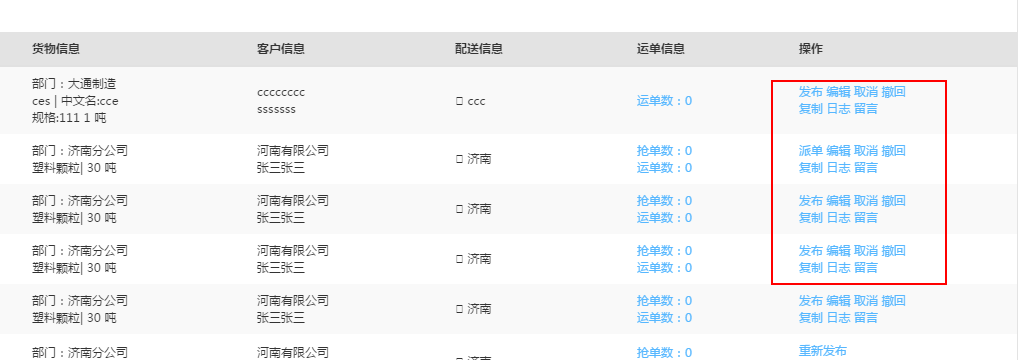 货物信息 客户信息 配送信息 运单信息 操作
部门：大通制造
ces | 中文名:cce
规格:111 1 吨
cccccccc
sssssss
ccc
运单数：0
发布 编辑 取消 撤回
复制 日志 留言
部门：济南分公司
塑料颗粒| 30 吨
河南有限公司
张三张三
济南
抢单数：0
运单数：0
派单 编辑 取消 撤回
复制 日志 留言
部门：济南分公司
塑料颗粒| 30 吨
河南有限公司
张三张三
济南
抢单数：0
运单数：0
发布 编辑 取消 撤回
复制 日志 留言
部门：济南分公司
塑料颗粒| 30 吨
河南有限公司
张三张三
济南
抢单数：0
运单数：0
发布 编辑 取消 撤回
复制 日志 留言
部门：济南分公司
塑料颗粒| 30 吨
河南有限公司
张三张三
济南
抢单数：0
运单数：0
发布 编辑 取消 撤回
复制 日志 留言
部门：济南分公司
河南有限公司
济南
抢单数：0
重新发布